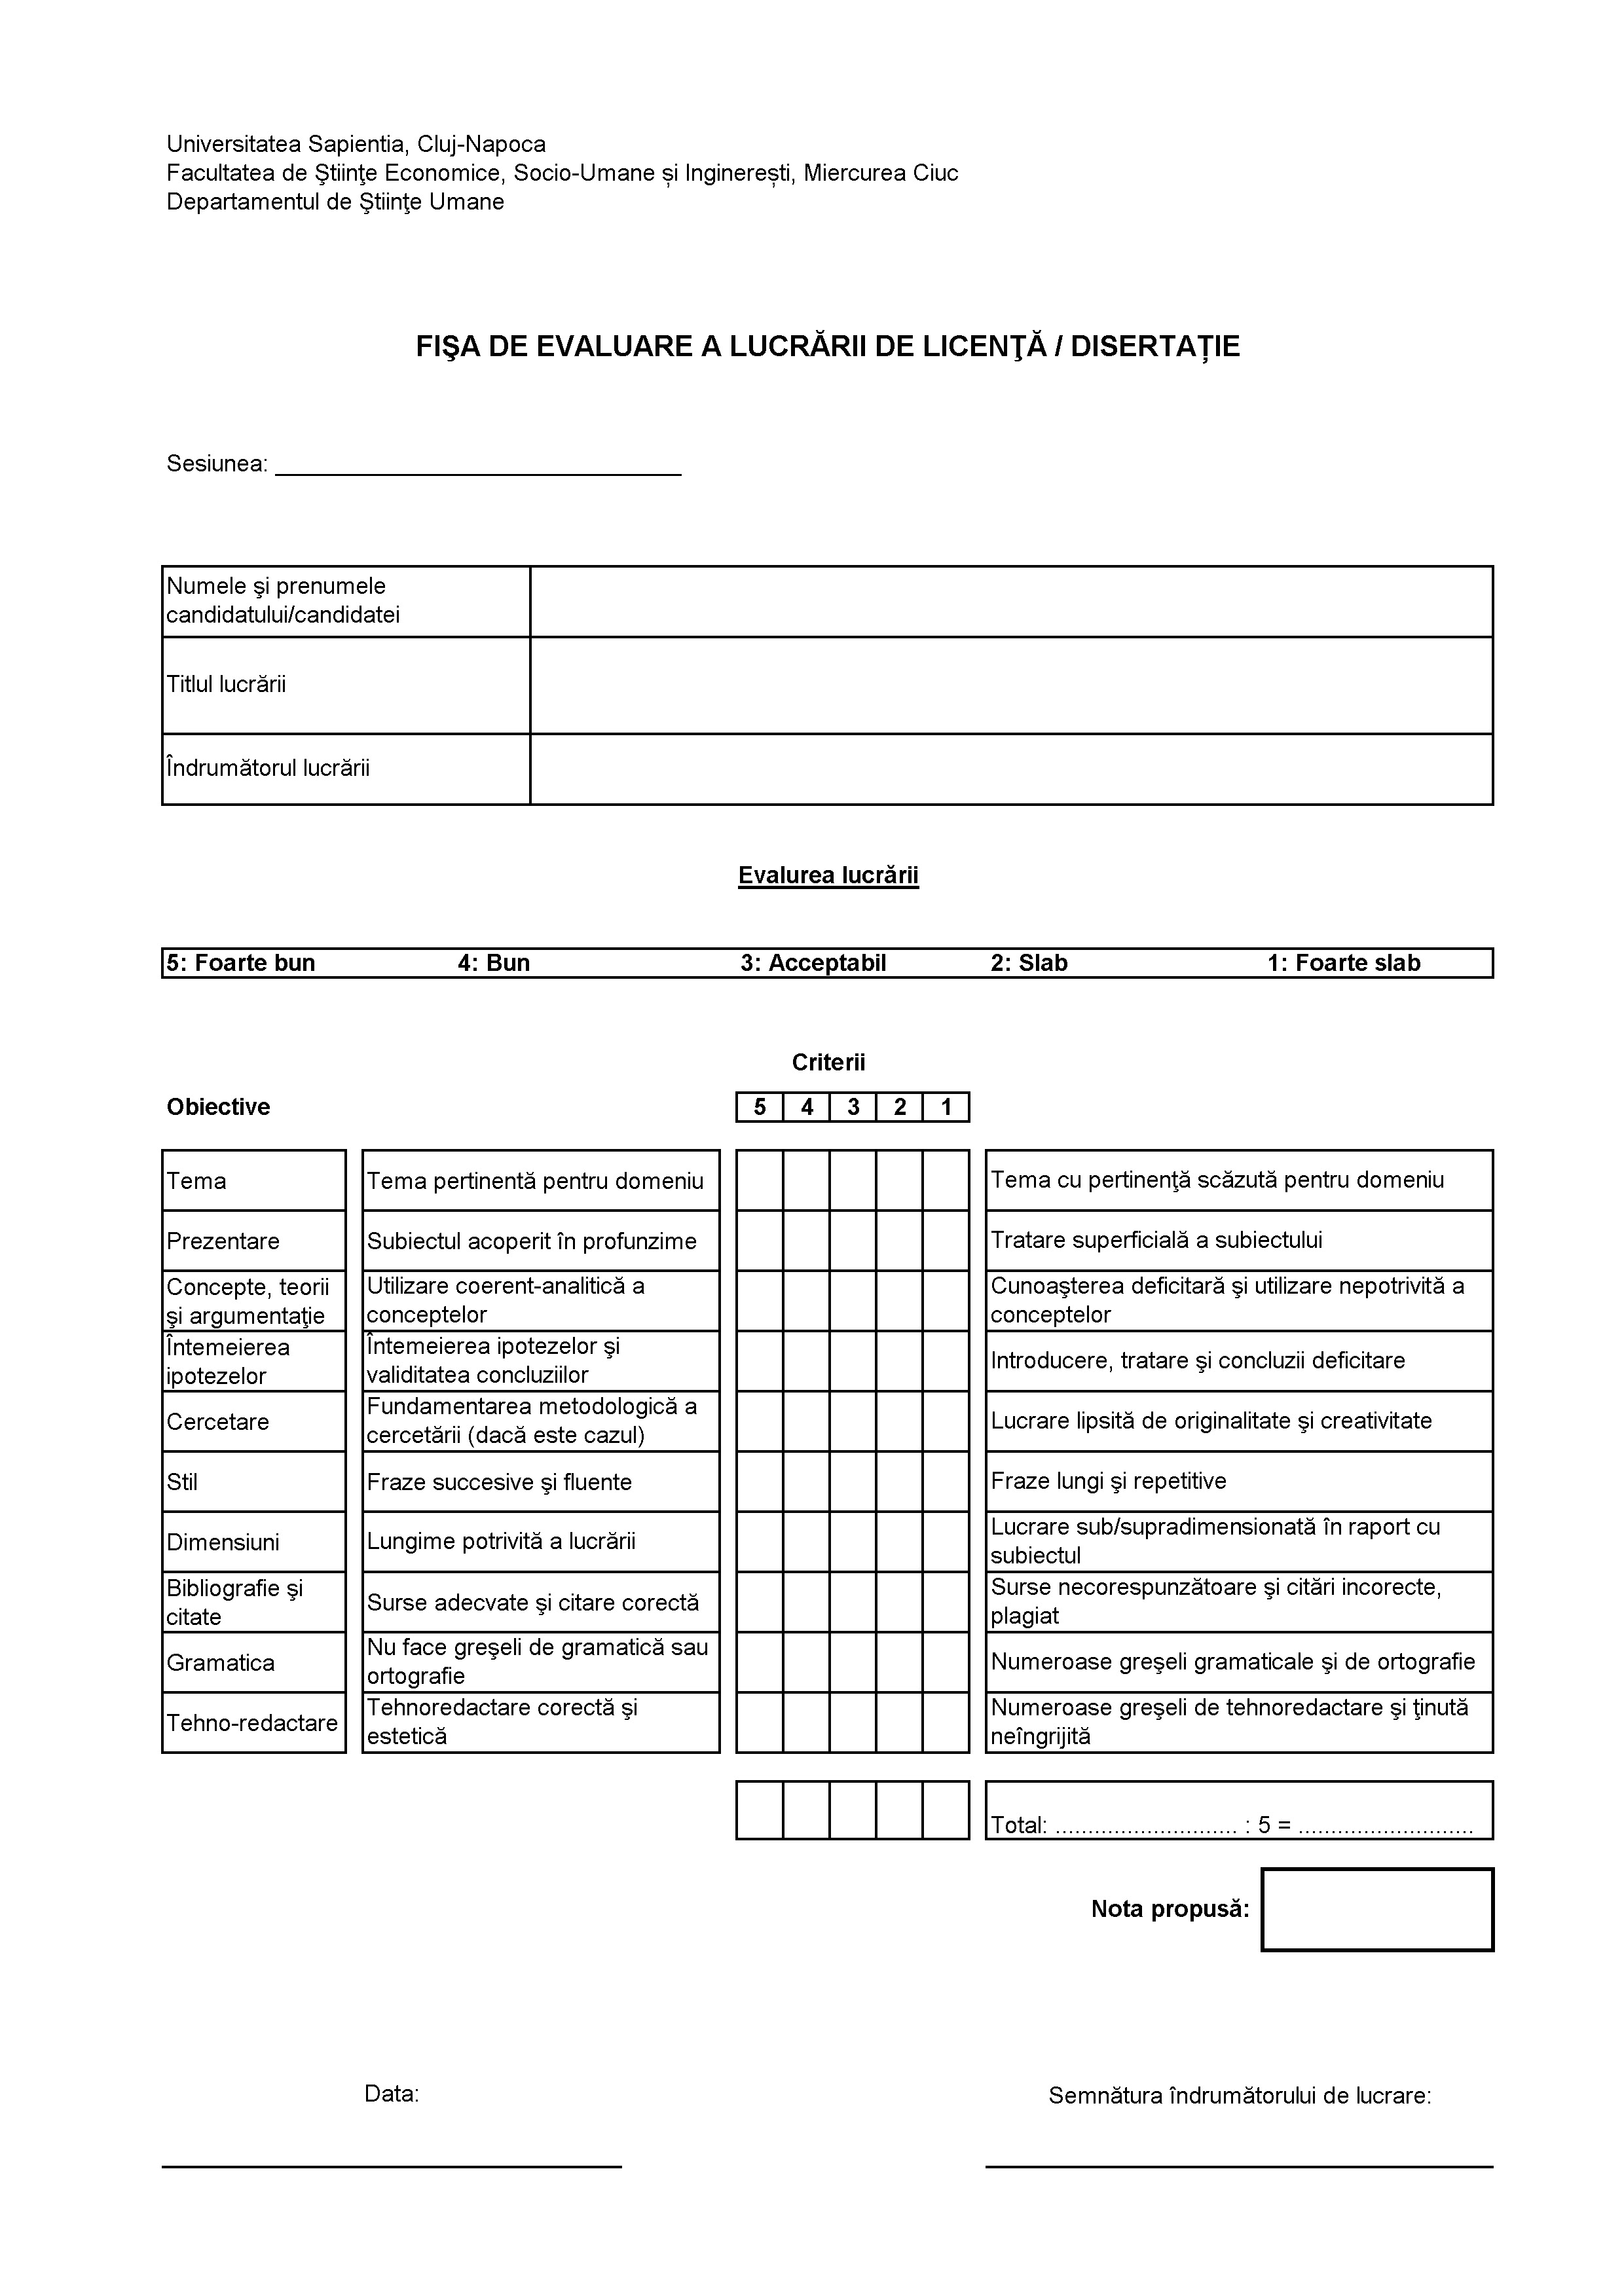 Universitatea Sapientia, Cluj-Napoca
Facultatea de Ştiinţe Economice, Socio-Umane și Inginerești, Miercurea Ciuc
Departamentul de Ştiinţe Umane
FIŞA DE EVALUARE A LUCRĂRII DE LICENŢĂ / DISERTAȚIE
Sesiunea: _______________________________
Numele şi prenumele
candidatului/candidatei
Titlul lucrării
Îndrumătorul lucrării
Evalurea lucrării
5: Foarte bun 4: Bun 3: Acceptabil 2: Slab 1: Foarte slab
Criterii
Obiective 5 4 3 2 1
Tema Tema pertinentă pentru domeniu Tema cu pertinenţă scăzută pentru domeniu
Prezentare Subiectul acoperit în profunzime Tratare superficială a subiectului
Concepte, teorii Utilizare coerent-analitică a Cunoaşterea deficitară şi utilizare nepotrivită a
şi argumentaţie conceptelor conceptelor
Întemeierea Întemeierea ipotezelor şi Introducere, tratare şi concluzii deficitare
ipotezelor validitatea concluziilor
Cercetare Fundamentarea metodologică a Lucrare lipsită de originalitate şi creativitate
cercetării (dacă este cazul)
Stil Fraze succesive şi fluente Fraze lungi şi repetitive
Dimensiuni Lungime potrivită a lucrării Lucrare sub/supradimensionată în raport cu
subiectul
Bibliografie şi Surse adecvate şi citare corectă Surse necorespunzătoare şi citări incorecte,
citate plagiat
Gramatica Nu face greşeli de gramatică sau Numeroase greşeli gramaticale şi de ortografie
ortografie
Tehno-redactare Tehnoredactare corectă şi Numeroase greşeli de tehnoredactare şi ţinută
estetică neîngrijită
Total: ............................ : 5 = ...........................
Nota propusă:
Data: Semnătura îndrumătorului de lucrare: